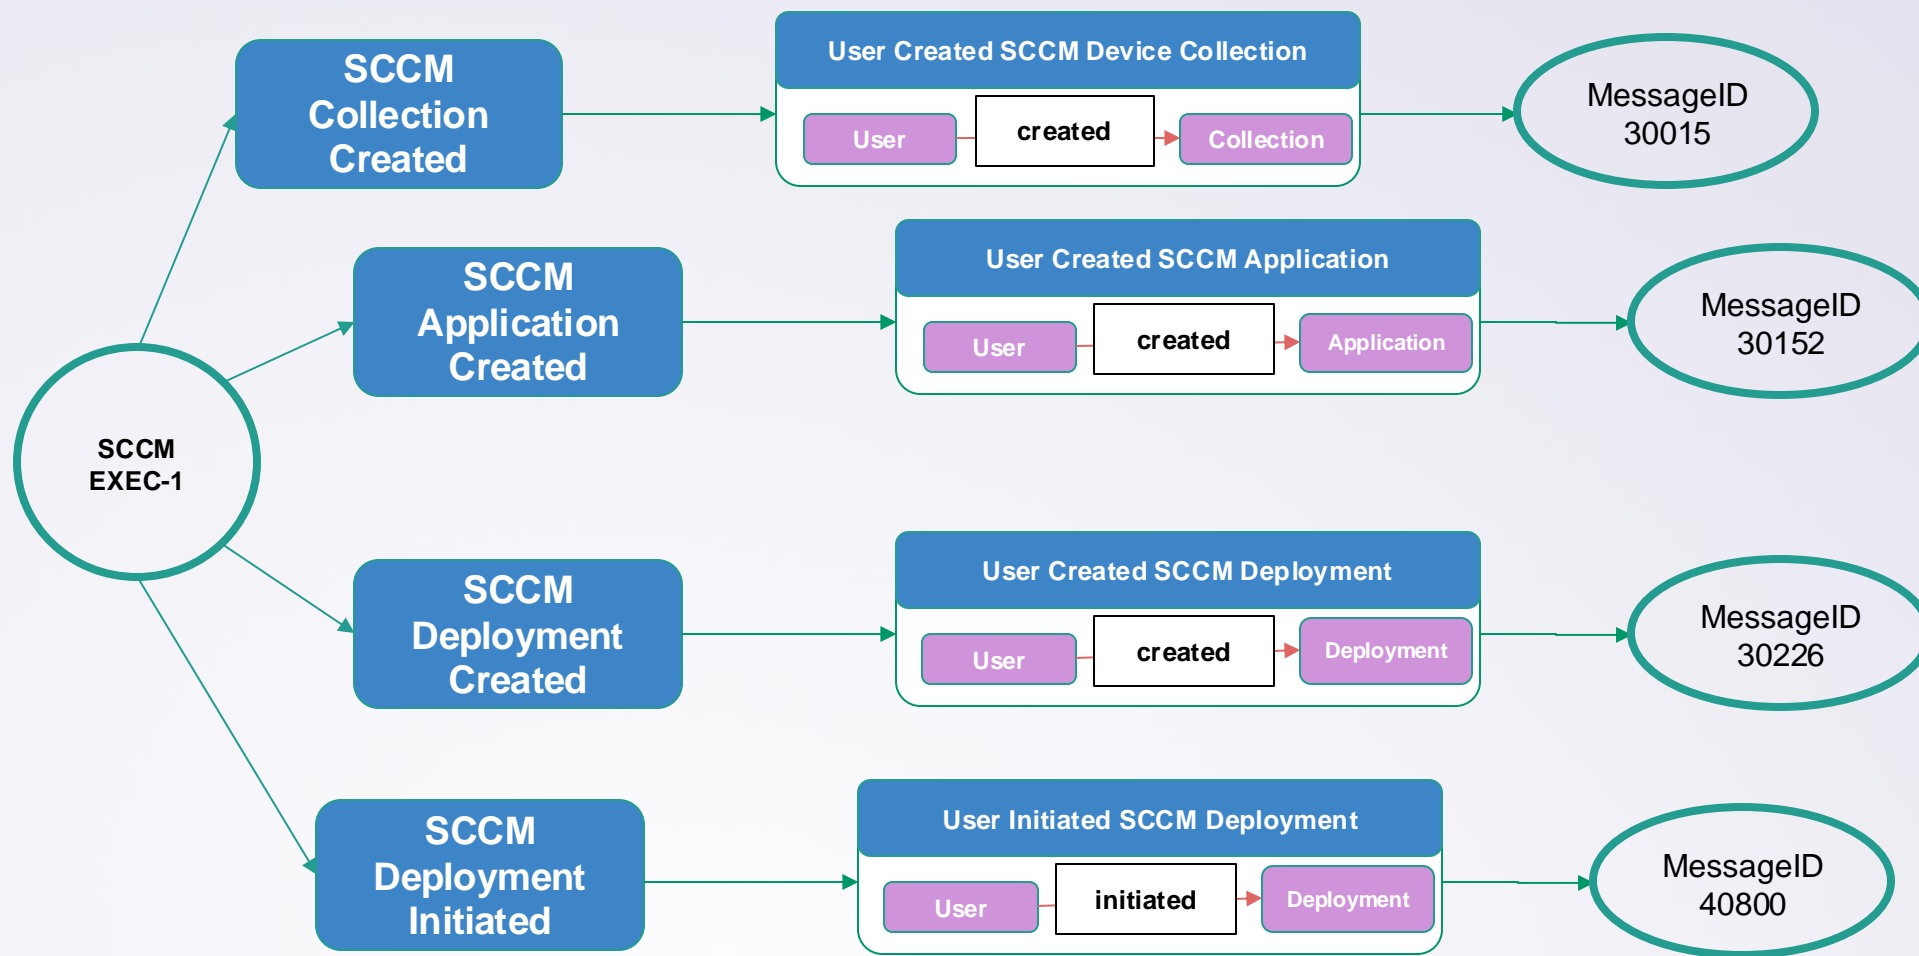 SCCM
Collection
Created
User Created SCCM Device Collection
User
created
Collection
MessageID
30015
SCCM
Application
Created
User Created SCCM Application
User
created
Application
MessageID
30152
SCCM
EXEC-1
SCCM
Deployment
Created
User Created SCCM Deployment
User
created
Deployment
MessageID
30226
SCCM
Deployment
Initiated
User Initiated SCCM Deployment
User
initiated
Deployment
MessageID
40800